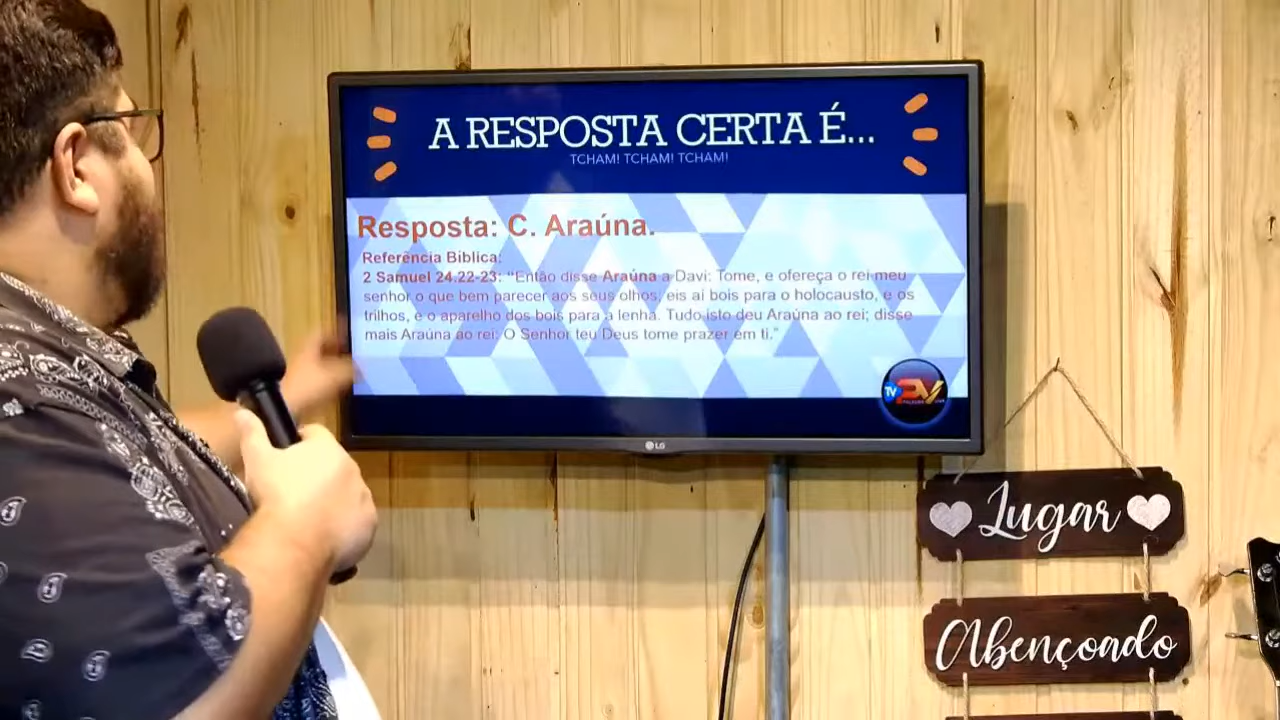 A RESPOSTA CERTA É...
TCHAM! TCHAM! TCHAM!
Resposta: C. Araúna.
Referência Bíblica:
2 Samuel 24.22-23: “Então disse Araúna a Davi: Tome, e ofereça o rei meu
senhor o que bem parecer aos seus olhos; eis aí bois para o holocausto, e os
trilhos, e o aparelho dos bois para a lenha. Tudo isto deu Araúna ao rei; disse
mais Araúna ao rei: O Senhor teu Deus tome prazer em ti.”
TV PAV
LG
Lugar
Abençoado